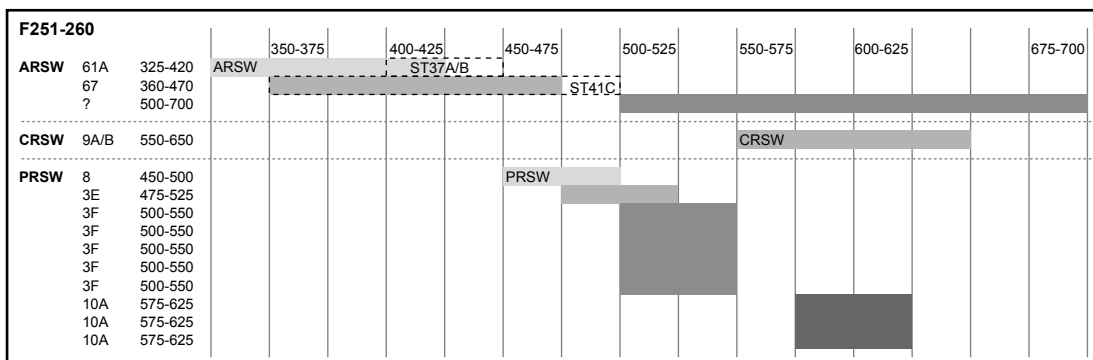 F251-260
350-375 400-425 450-475 500-525 550-575 600-625 675-700
ARSW 61A 325-420 ARSW ST37A/B
67 360-470 ST41C
? 500-700
CRSW 9A/B 550-650 CRSW
PRSW 8 450-500 PRSW
3E 475-525
3F 500-550
3F 500-550
3F 500-550
3F 500-550
3F 500-550
10A 575-625
10A 575-625
10A 575-625